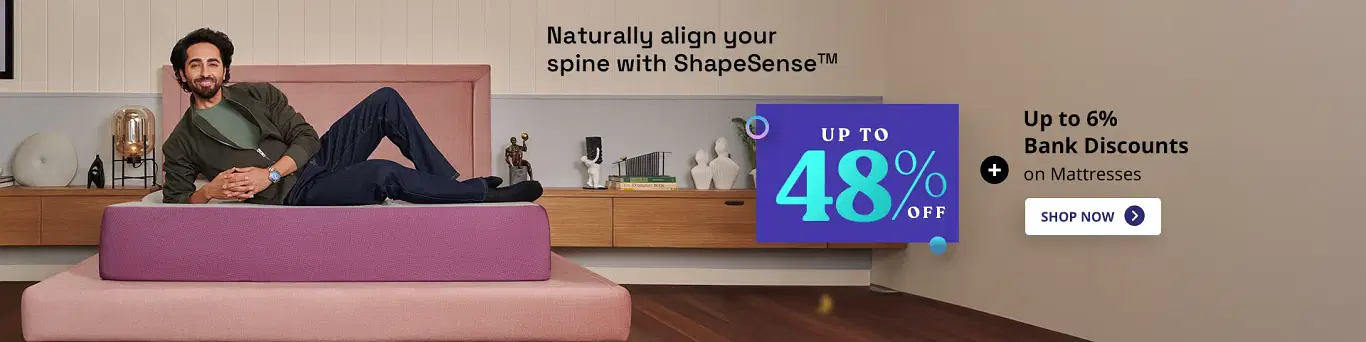 Naturally align your
spine with ShapeSense™
UP TO
48%
OFF
+
Up to 6%
Bank Discounts
on Mattresses
SHOP NOW